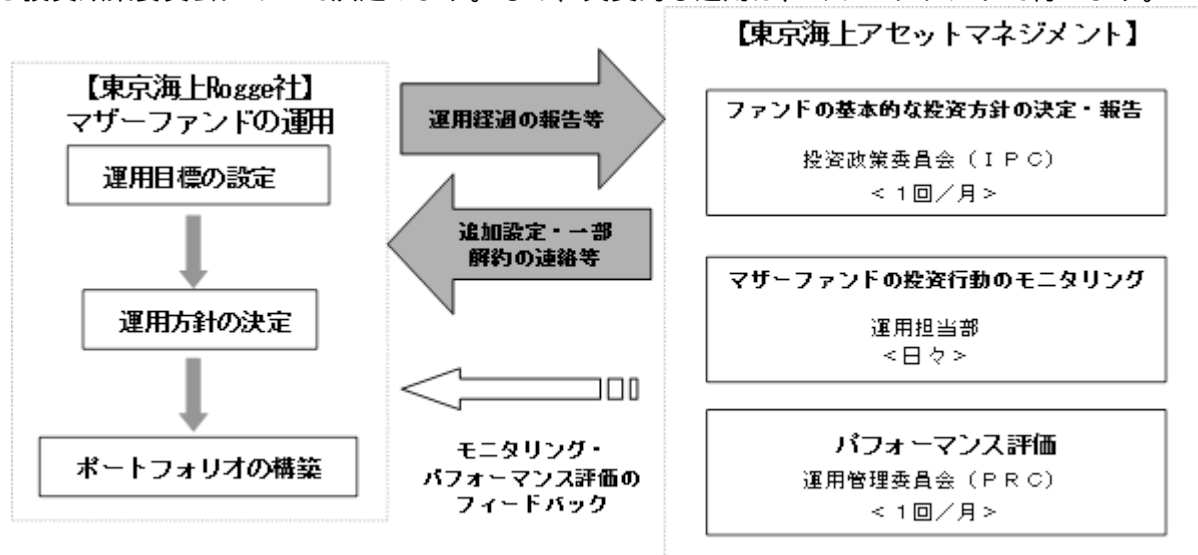 【東京海上アセットマネジメント】
【東京海上Rogge社】
マザーファンドの運用
運用目標の設定
運用方針の決定
ポートフォリオの構築
運用経過の報告等
追加設定・一部
解約の連絡等
モニタリング・
パフォーマンス評価の
フィードバック
ファンドの基本的な投資方針の決定・報告
投資政策委員会（ＩＰＣ）
＜１回／月＞
マザーファンドの投資行動のモニタリング
運用担当部
＜日々＞
パフォーマンス評価
運用管理委員会（ＰＲＣ）
＜１回／月＞